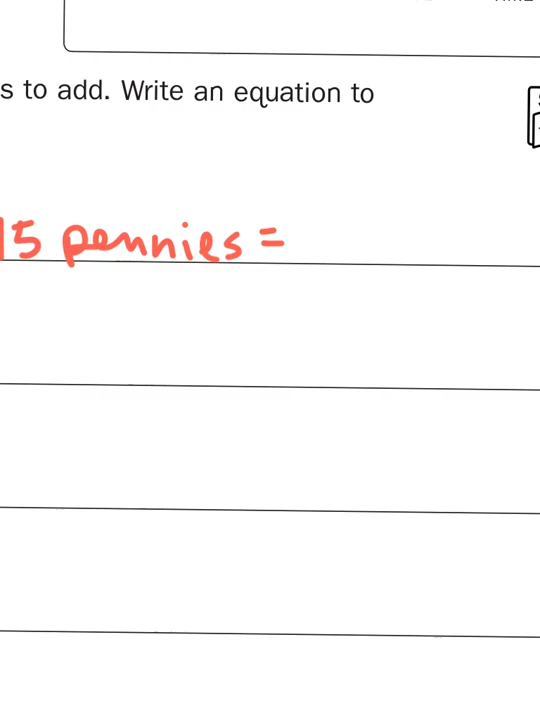 s to add. Write an equation to
15 pennies =